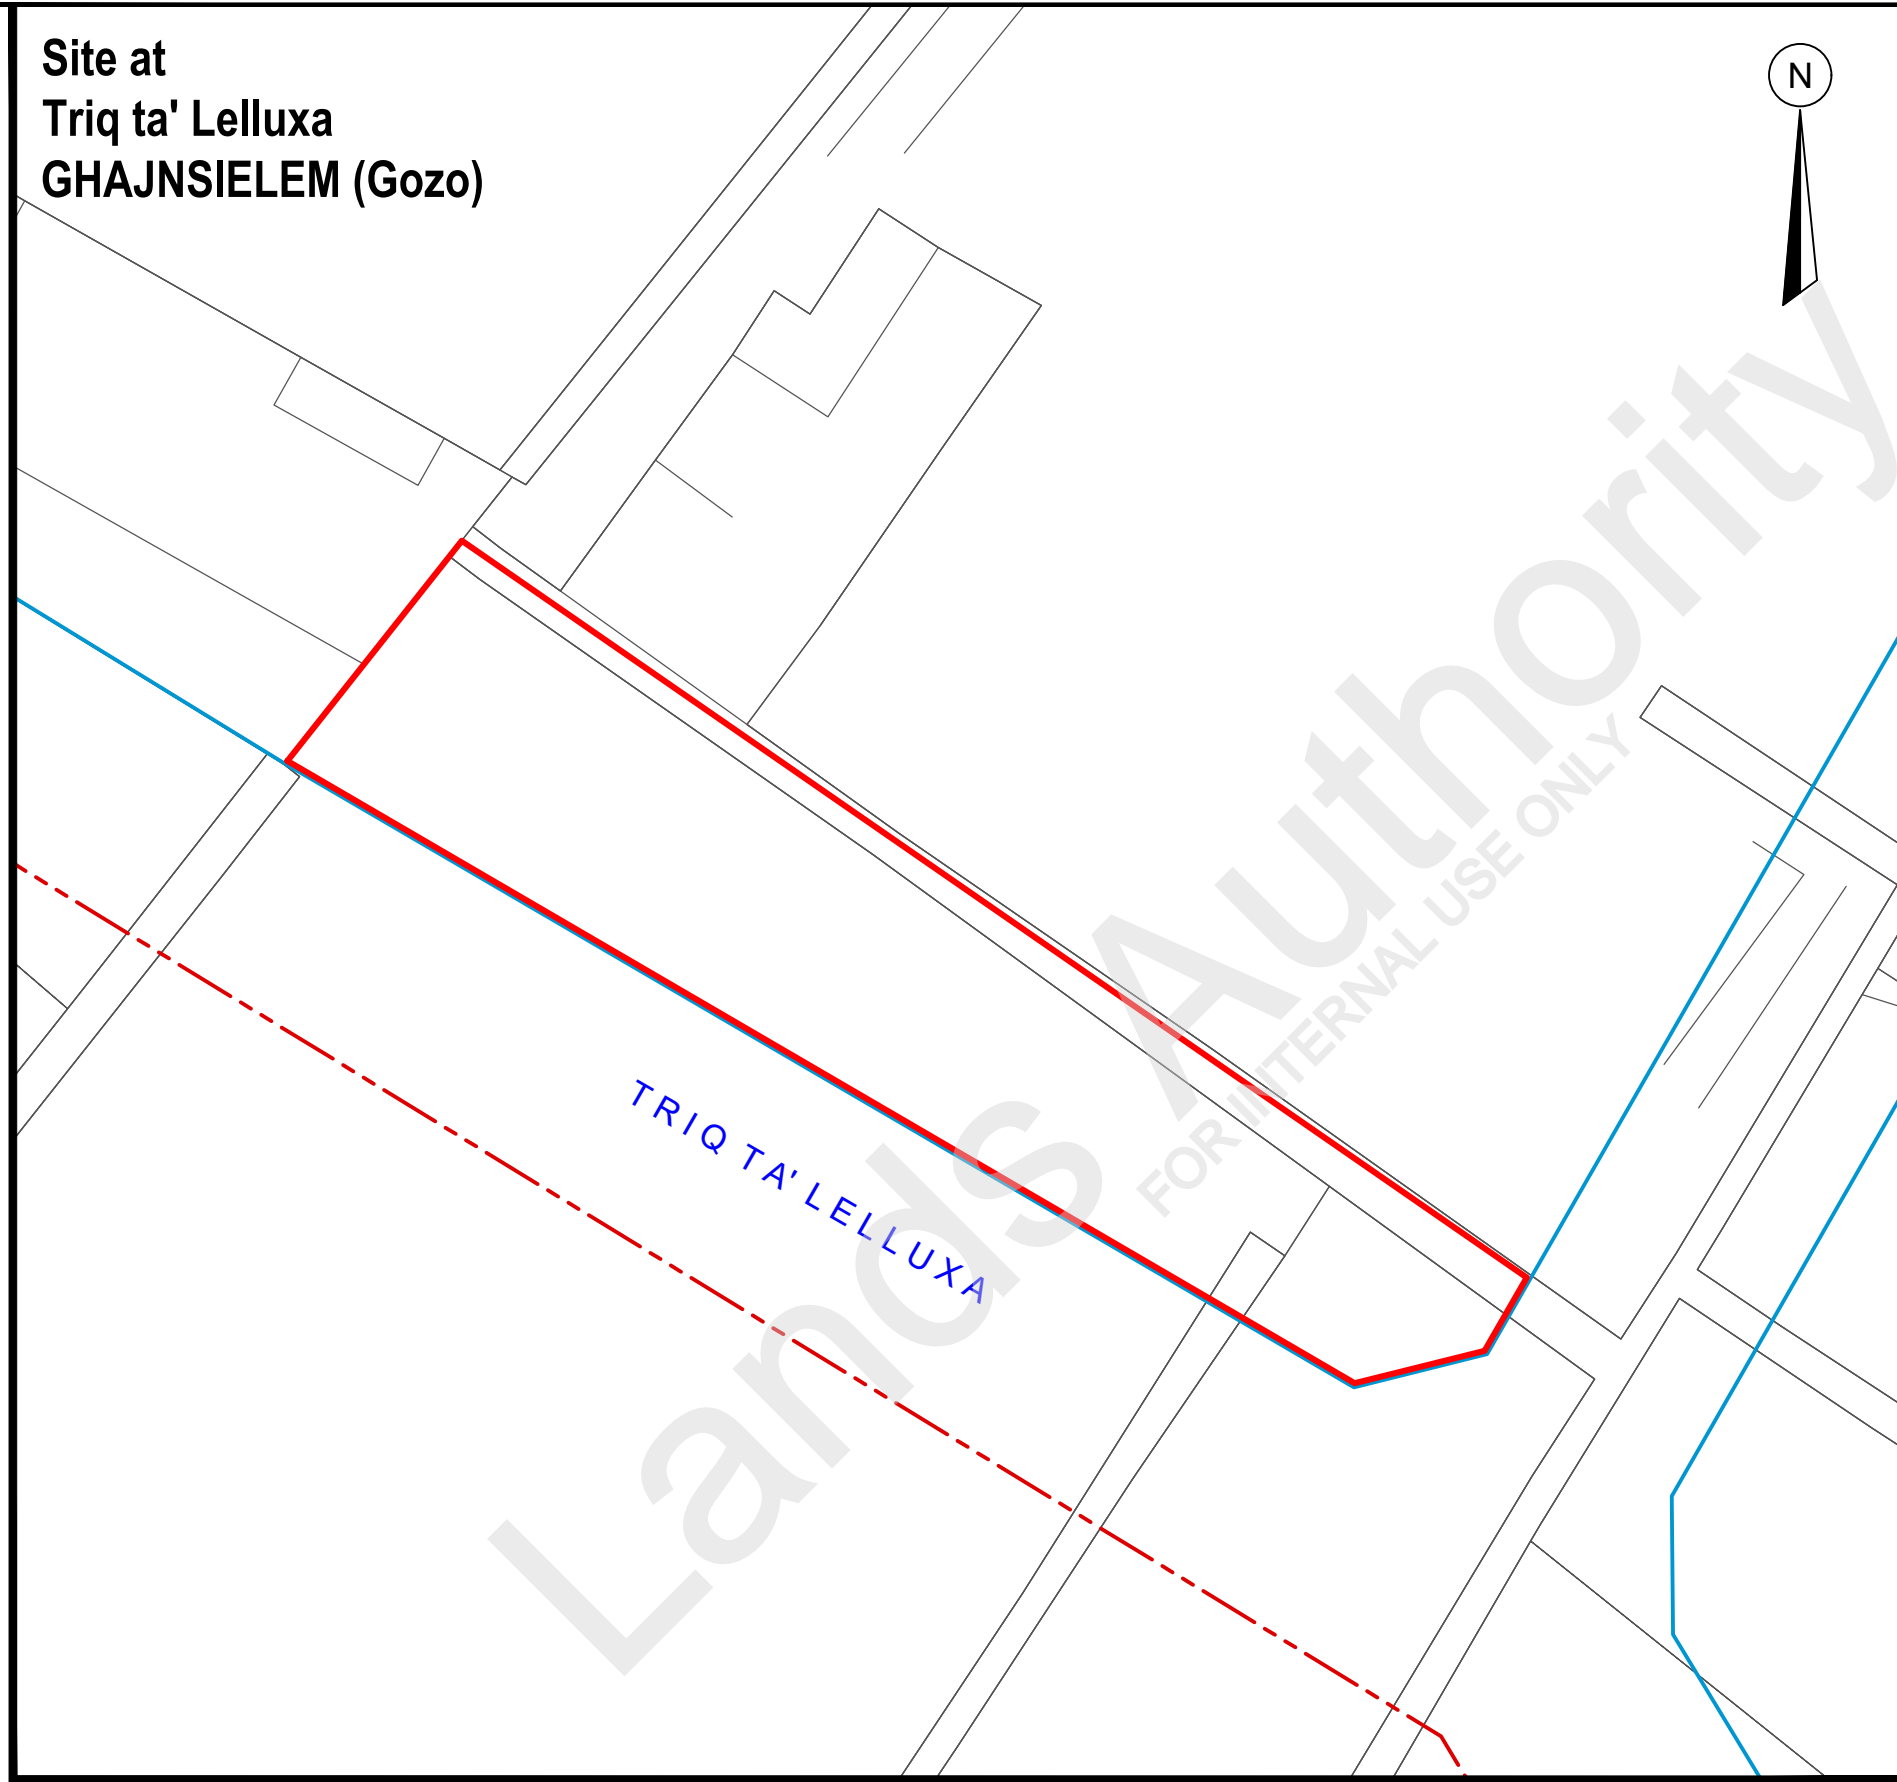 Site at
Triq ta' Lelluxa
GHAJNSIELEM (Gozo)
N
TRIQ TA' LELLUXA
Lands Authority
FOR INTERNAL USE ONLY